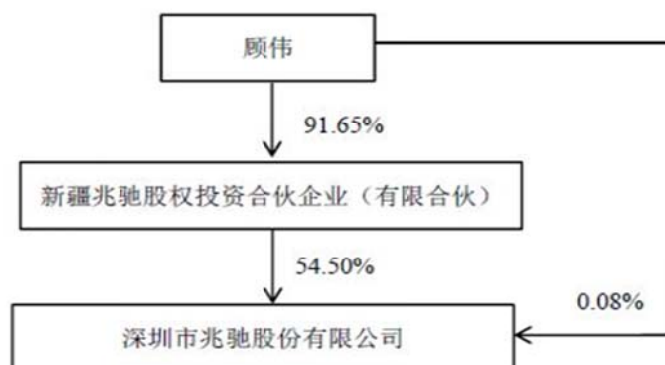 顾伟
91.65%
新疆兆驰股权投资合伙企业（有限合伙）
54.50%
0.08%
深圳市兆驰股份有限公司